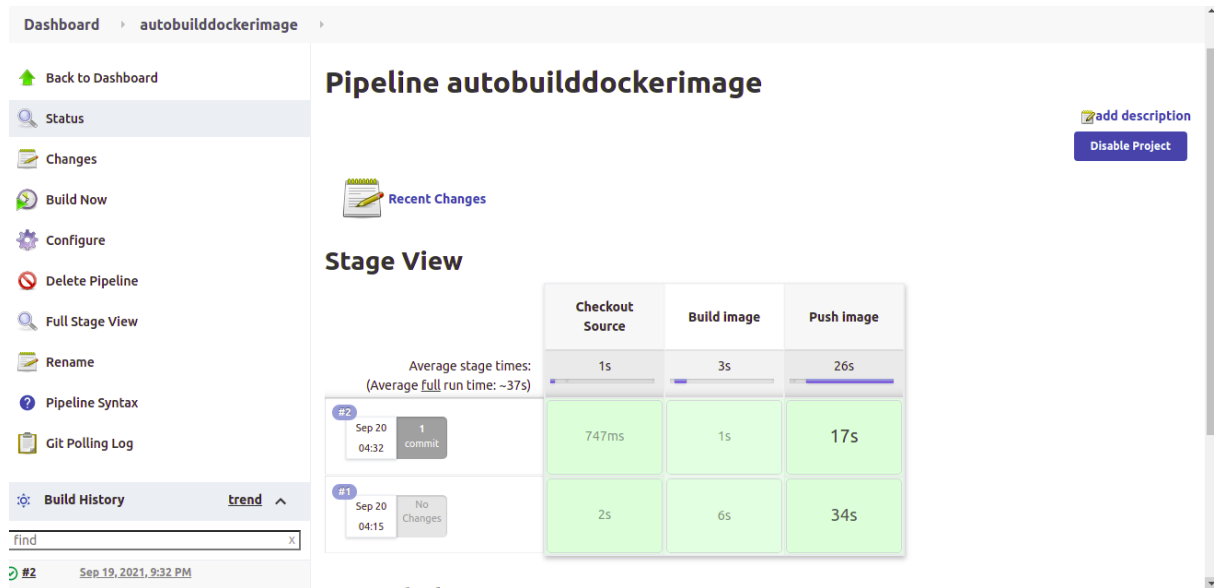 Dashboard
autobuilddockerimage
Back to Dashboard
Status
Changes
Build Now
Configure
Delete Pipeline
Full Stage View
Rename
Pipeline Syntax
Git Polling Log
Build History trend
find x
#2 Sep 19, 2021, 9:32 PM
Pipeline autobuilddockerimage
add description
Disable Project
Recent Changes
Stage View
Checkout
Source
Build image
Push image
Average stage times:
(Average full run time: ~37s)
1s
3s
26s
#2
Sep 20
04:32
1
commit
747ms
1s
17s
#1
Sep 20
04:15
No
Changes
2s
6s
34s